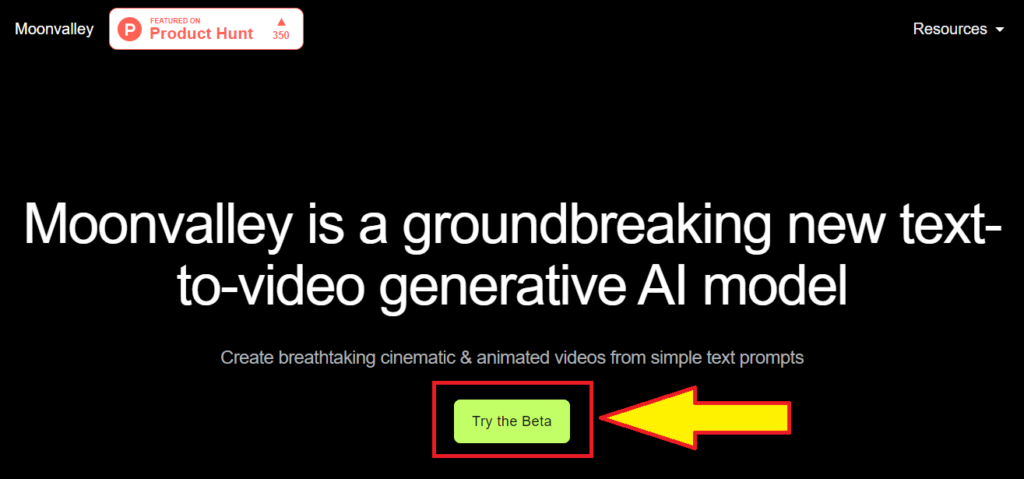 Moonvalley
P
FEATURED ON
Product Hunt
350
Resources
Moonvalley is a groundbreaking new text-
to-video generative AI model
Create breathtaking cinematic & animated videos from simple text prompts
Try the Beta